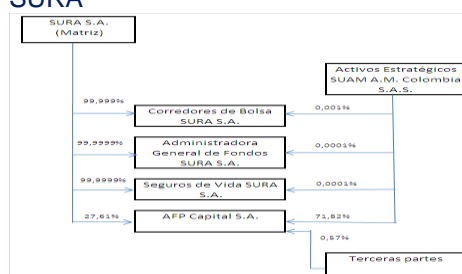 SURA
SURA S.A.
(Matriz)
Activos Estratégicos
SUAM A.M. Colombia
S.A.S.
99,999%
Corredores de Bolsa
SURA S.A.
0,001%
99,9999%
Administradora
General de Fondos
SURA S.A.
0,0001%
99,9999%
Seguros de Vida SURA
S.A.
0,0001%
27,61%
AFP Capital S.A.
71,82%
0,57%
Terceras partes